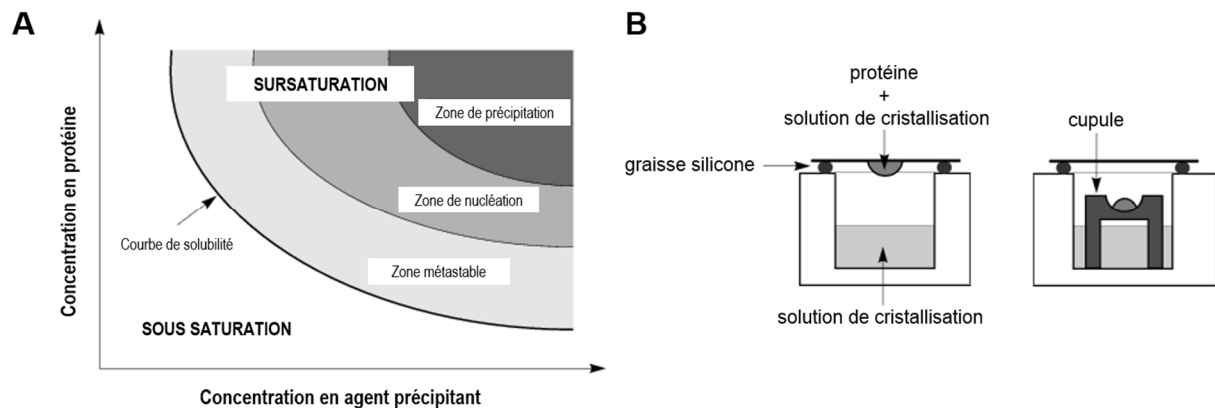 A
Concentration en protéine
SURSATURATION
Zone de précipitation
Zone de nucléation
Courbe de solubilité
Zone métastable
SOUS SATURATION
Concentration en agent précipitant
B
protéine
+
solution de cristallisation
graisse silicone
cupule
solution de cristallisation